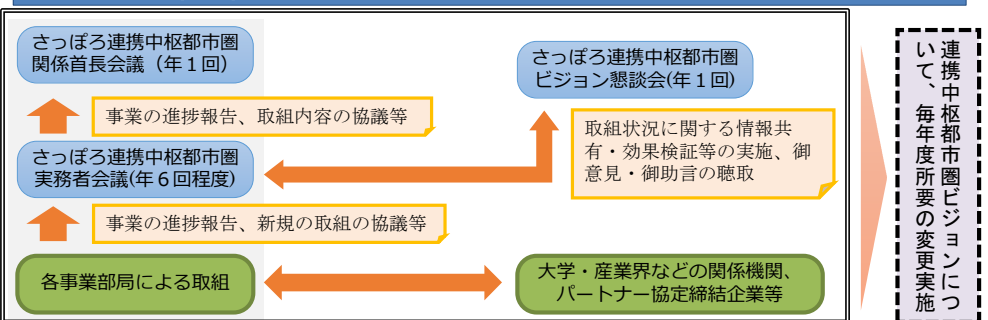 さっぽろ連携中枢都市圏
関係首長会議（年１回）
さっぽろ連携中枢都市圏
ビジョン懇談会(年１回)
事業の進捗報告、取組内容の協議等
取組状況に関する情報共
有・効果検証等の実施、御
意見・御助言の聴取
さっぽろ連携中枢都市圏
実務者会議(年６回程度)
事業の進捗報告、新規の取組の協議等
各事業部局による取組
大学・産業界などの関係機関、
パートナー協定締結企業等
連携中枢都市圏ビジョンにつ
いて、毎年度所要の変更実施